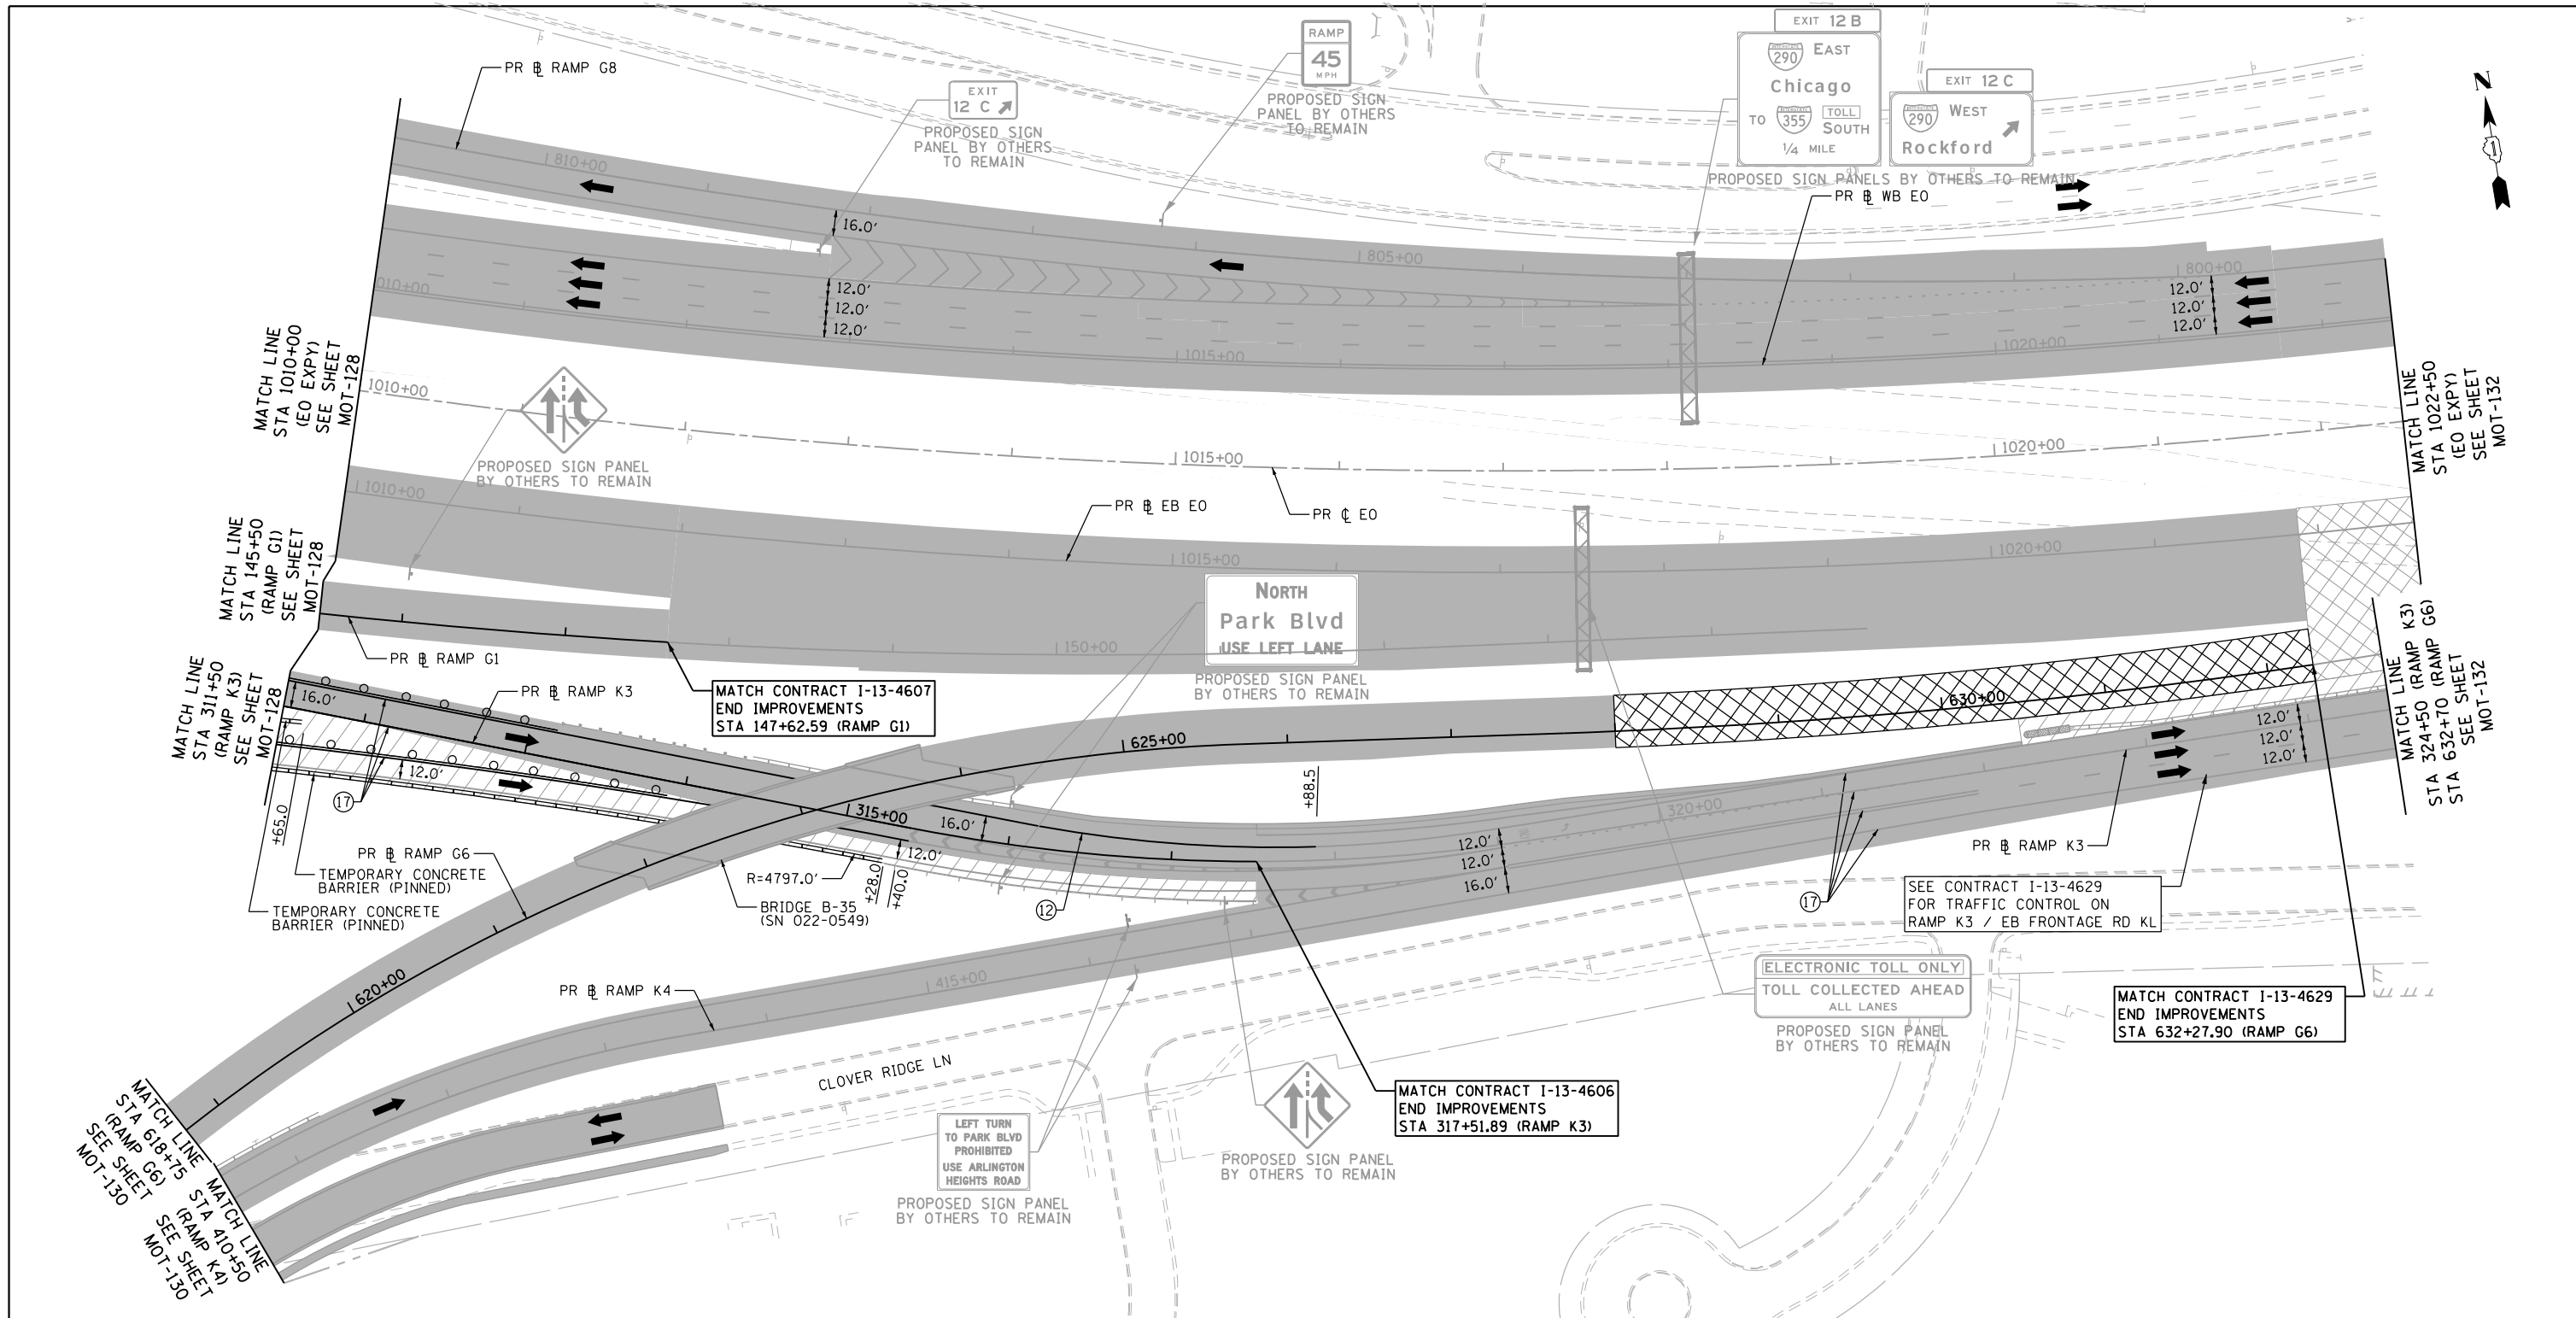 PR BL RAMP G8
EXIT
12 C
PROPOSED SIGN
PANEL BY OTHERS
TO REMAIN
RAMP
45
MPH
PROPOSED SIGN
PANEL BY OTHERS
TO REMAIN
EXIT 12 B
290 EAST
Chicago
TO 355 TOLL SOUTH
1/4 MILE
EXIT 12 C
290 WEST
Rockford
PROPOSED SIGN PANELS BY OTHERS TO REMAIN
PR BL WB EO
N
1
810+00
16.0'
805+00
800+00
12.0'
12.0'
12.0'
12.0'
12.0'
12.0'
010+00
1015+00
1020+00
MATCH LINE
STA 1010+00
(EO EXPY)
SEE SHEET
MOT-128
1010+00
1015+00
1020+00
MATCH LINE
STA 1022+50
(EO EXPY)
SEE SHEET
MOT-132
PROPOSED SIGN PANEL
BY OTHERS TO REMAIN
1010+00
PR BL EB EO
PR CL EO
1015+00
1020+00
MATCH LINE
STA 145+50
(RAMP G1)
SEE SHEET
MOT-128
NORTH
Park Blvd
USE LEFT LANE
PROPOSED SIGN PANEL
BY OTHERS TO REMAIN
150+00
PR BL RAMP G1
MATCH LINE
STA 311+50
(RAMP K3)
SEE SHEET
MOT-128
16.0'
PR BL RAMP K3
MATCH CONTRACT I-13-4607
END IMPROVEMENTS
STA 147+62.59 (RAMP G1)
625+00
630+00
MATCH LINE
STA 324+50 (RAMP K3)
STA 632+70 (RAMP G6)
SEE SHEET
MOT-132
12.0'
17
+65.0
+88.5
315+00
16.0'
12.0'
320+00
12.0'
12.0'
16.0'
12.0'
12.0'
12.0'
PR BL RAMP G6
TEMPORARY CONCRETE
BARRIER (PINNED)
TEMPORARY CONCRETE
BARRIER (PINNED)
R=4797.0'
+28.0
+40.0
BRIDGE B-35
(SN 022-0549)
12
17
PR BL RAMP K3
SEE CONTRACT I-13-4629
FOR TRAFFIC CONTROL ON
RAMP K3 / EB FRONTAGE RD KL
620+00
PR BL RAMP K4
415+00
ELECTRONIC TOLL ONLY
TOLL COLLECTED AHEAD
ALL LANES
PROPOSED SIGN PANEL
BY OTHERS TO REMAIN
MATCH CONTRACT I-13-4629
END IMPROVEMENTS
STA 632+27.90 (RAMP G6)
CLOVER RIDGE LN
MATCH CONTRACT I-13-4606
END IMPROVEMENTS
STA 317+51.89 (RAMP K3)
MATCH LINE
STA 618+75
(RAMP G6)
SEE SHEET
MOT-130
MATCH LINE
STA 410+50
(RAMP K4)
SEE SHEET
MOT-130
LEFT TURN
TO PARK BLVD
PROHIBITED
USE ARLINGTON
HEIGHTS ROAD
PROPOSED SIGN PANEL
BY OTHERS TO REMAIN
PROPOSED SIGN PANEL
BY OTHERS TO REMAIN